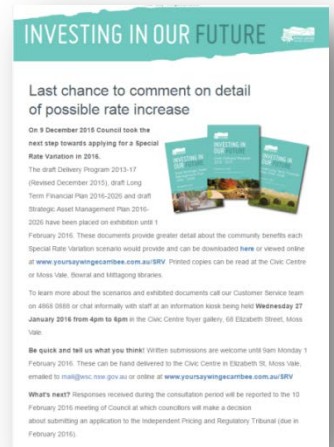 INVESTING IN OUR FUTURE
Last chance to comment on detail
of possible rate increase
On 9 December 2015 Council took the
next step towards applying for a Special
Rate Variation in 2016.
The draft Delivery Program 2013-17
(Revised December 2015), draft Long
Term Financial Plan 2016-2026 and draft
Strategic Asset Management Plan 2016-
2026 have been placed on exhibition until 1
February 2016. These documents provide greater detail about the community benefits each
Special Rate Variation scenario would provide and can be downloaded here or viewed online
at www.yoursaywingecarribee.com.au/SRV. Printed copies can be read at the Civic Centre
or Moss Vale, Bowral and Mittagong libraries.
To learn more about the scenarios and exhibited documents call our Customer Service team
on 4868 0888 or chat informally with staff at an information kiosk being held Wednesday 27
January 2016 from 4pm to 6pm in the Civic Centre foyer gallery, 68 Elizabeth Street, Moss
Vale.
Be quick and tell us what you think! Written submissions are welcome until 9am Monday 1
February 2016. These can be hand delivered to the Civic Centre in Elizabeth St, Moss Vale,
emailed to mail@wsc.nsw.gov.au or online at www.yoursaywingecarribee.com.au/SRV
What's next? Responses received during the consultation period will be reported to the 10
February 2016 meeting of Council at which councillors will make a decision
about submitting an application to the Independent Pricing and Regulatory Tribunal (due in
February 2016).
INVESTING IN OUR FUTURE
INVESTING IN OUR FUTURE
INVESTING IN OUR FUTURE